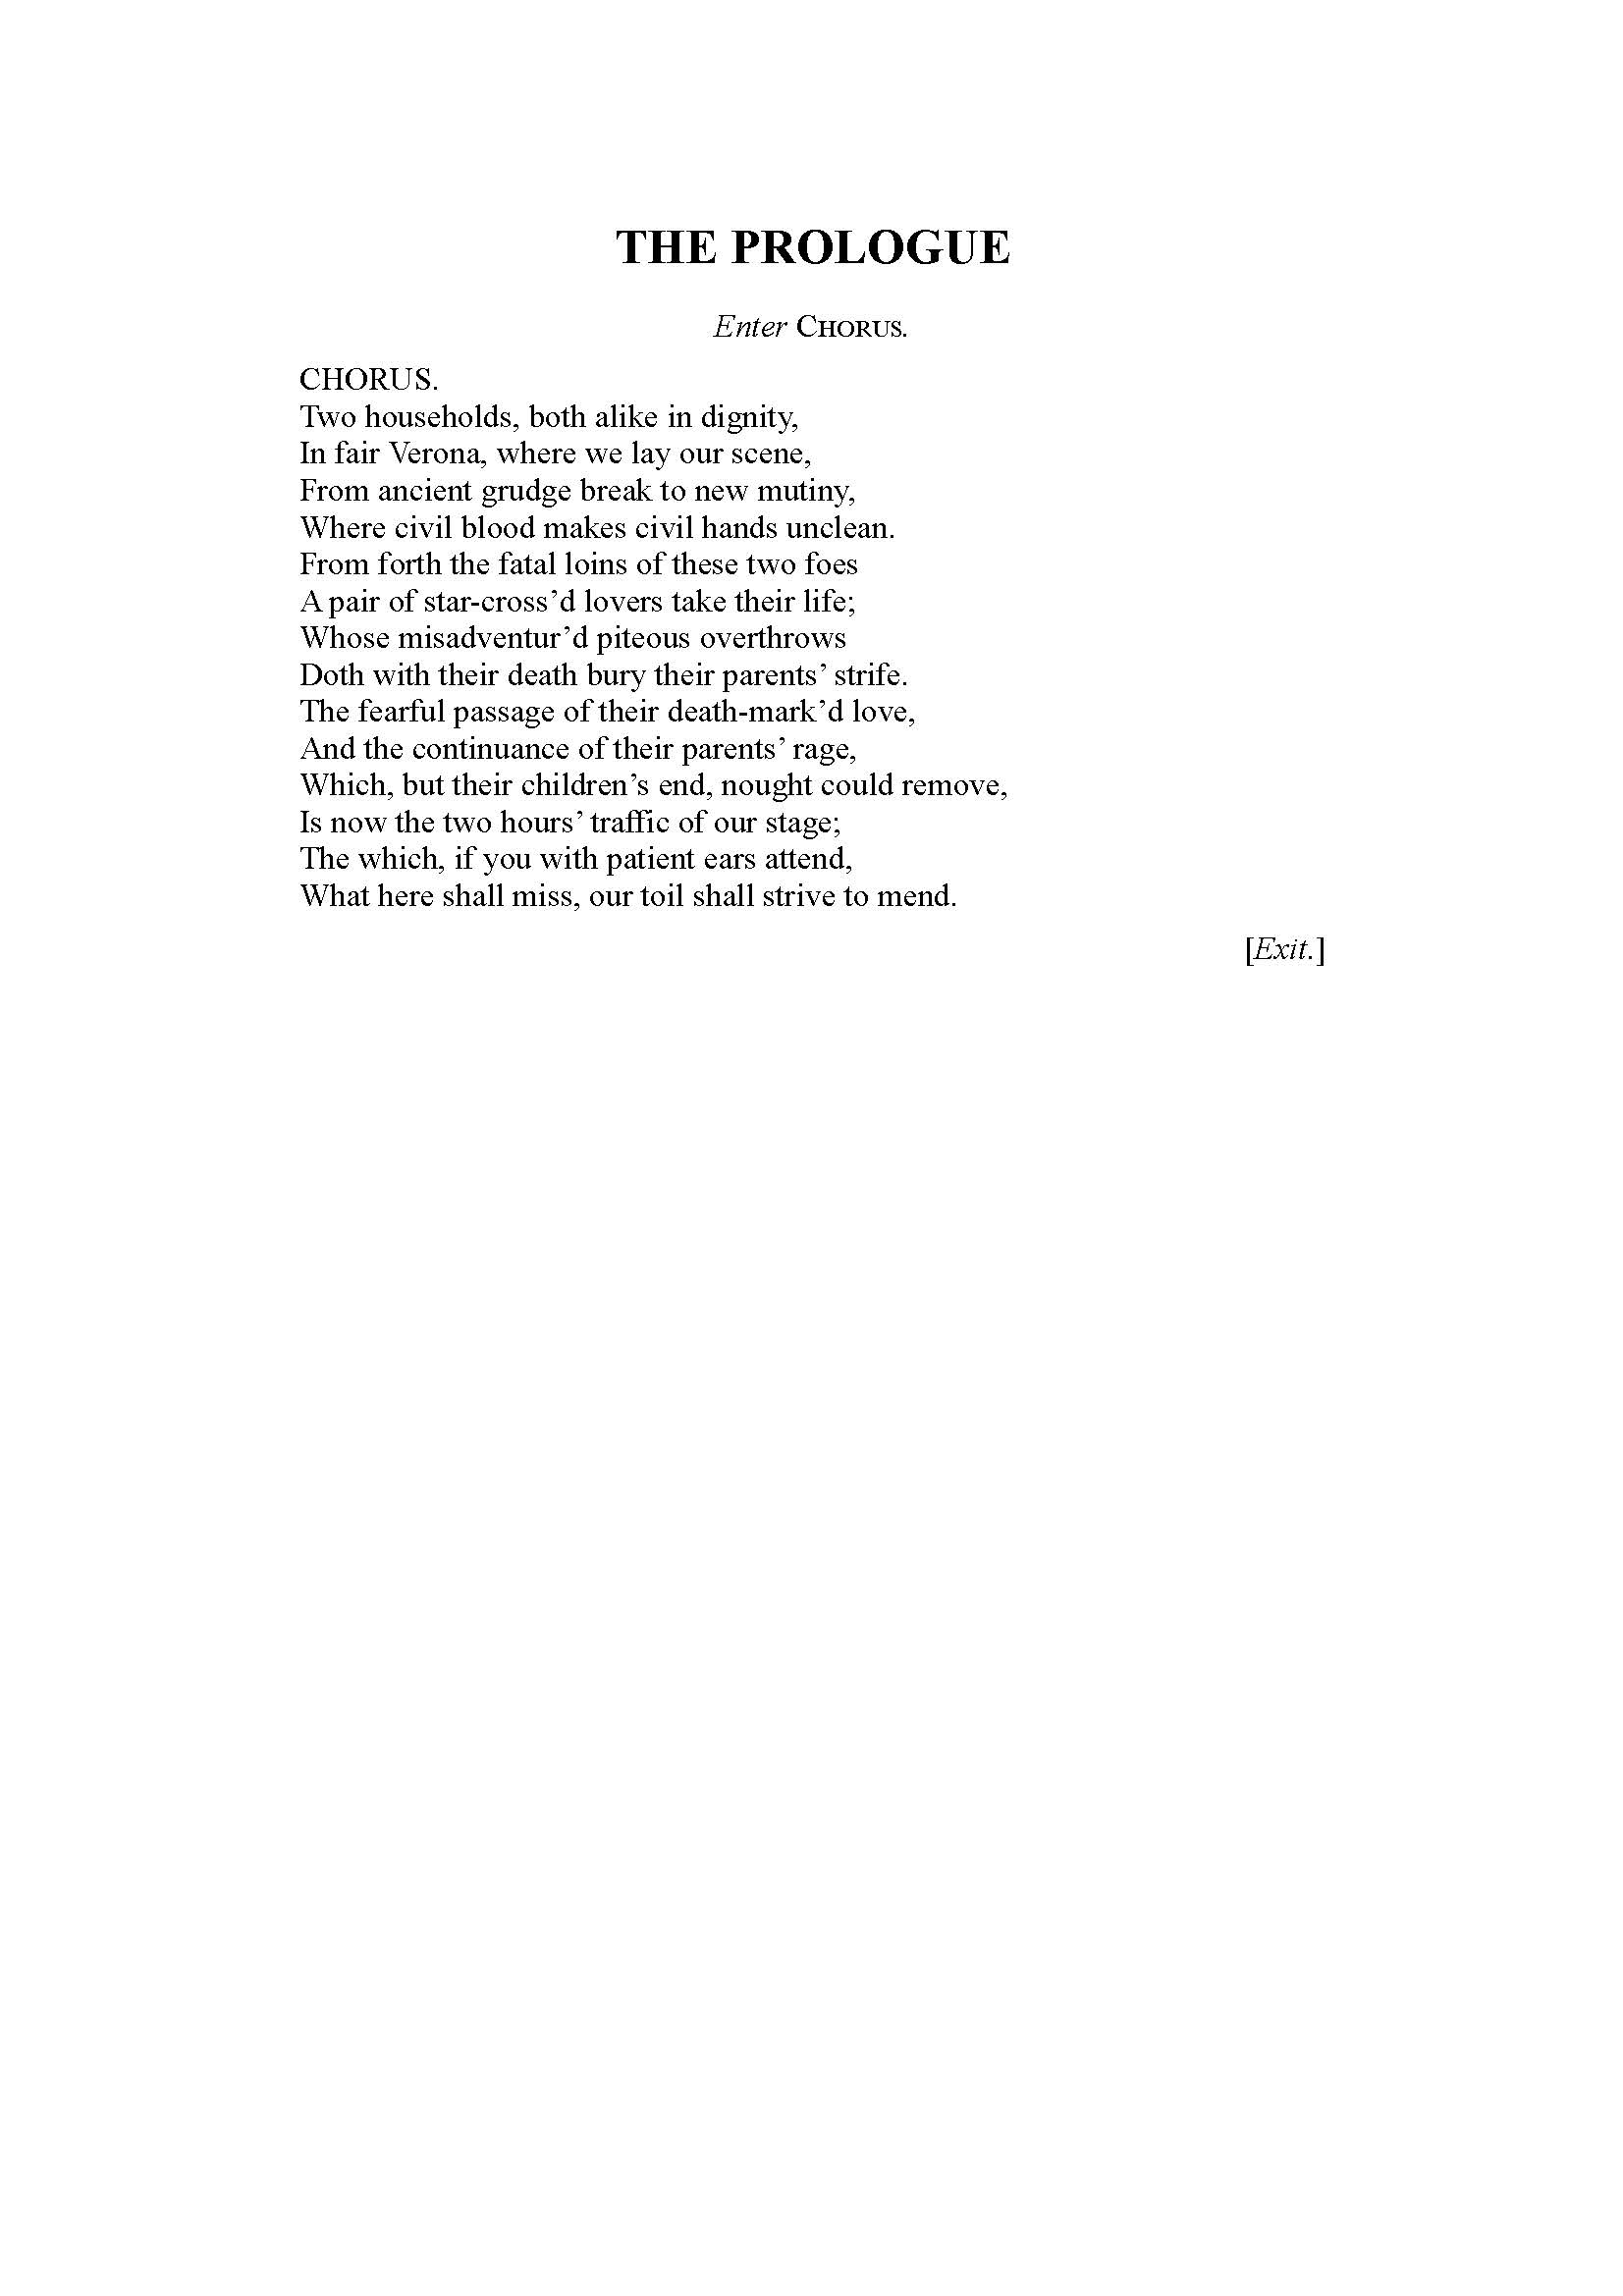 THE PROLOGUE
Enter CHORUS.
CHORUS.
Two households, both alike in dignity,
In fair Verona, where we lay our scene,
From ancient grudge break to new mutiny,
Where civil blood makes civil hands unclean.
From forth the fatal loins of these two foes
A pair of star-cross’d lovers take their life;
Whose misadventur’d piteous overthrows
Doth with their death bury their parents’ strife.
The fearful passage of their death-mark’d love,
And the continuance of their parents’ rage,
Which, but their children’s end, nought could remove,
Is now the two hours’ traffic of our stage;
The which, if you with patient ears attend,
What here shall miss, our toil shall strive to mend.
[Exit.]